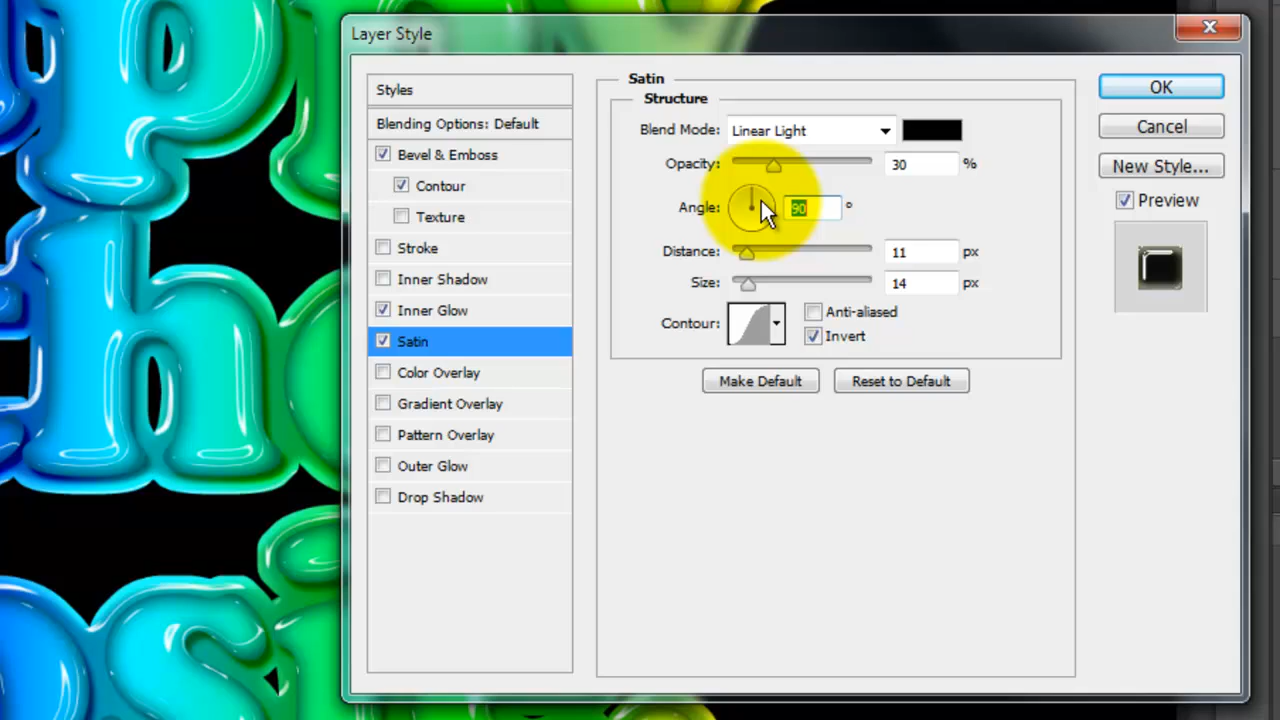 Layer Style
Styles
Blending Options: Default
Bevel & Emboss
Contour
Texture
Stroke
Inner Shadow
Inner Glow
Satin
Color Overlay
Gradient Overlay
Pattern Overlay
Outer Glow
Drop Shadow
Satin
Structure
Blend Mode: Linear Light
Opacity: 30 %
Angle: 90 °
Distance: 11 px
Size: 14 px
Contour: Anti-aliased
Invert
Make Default Reset to Default
OK
Cancel
New Style...
Preview